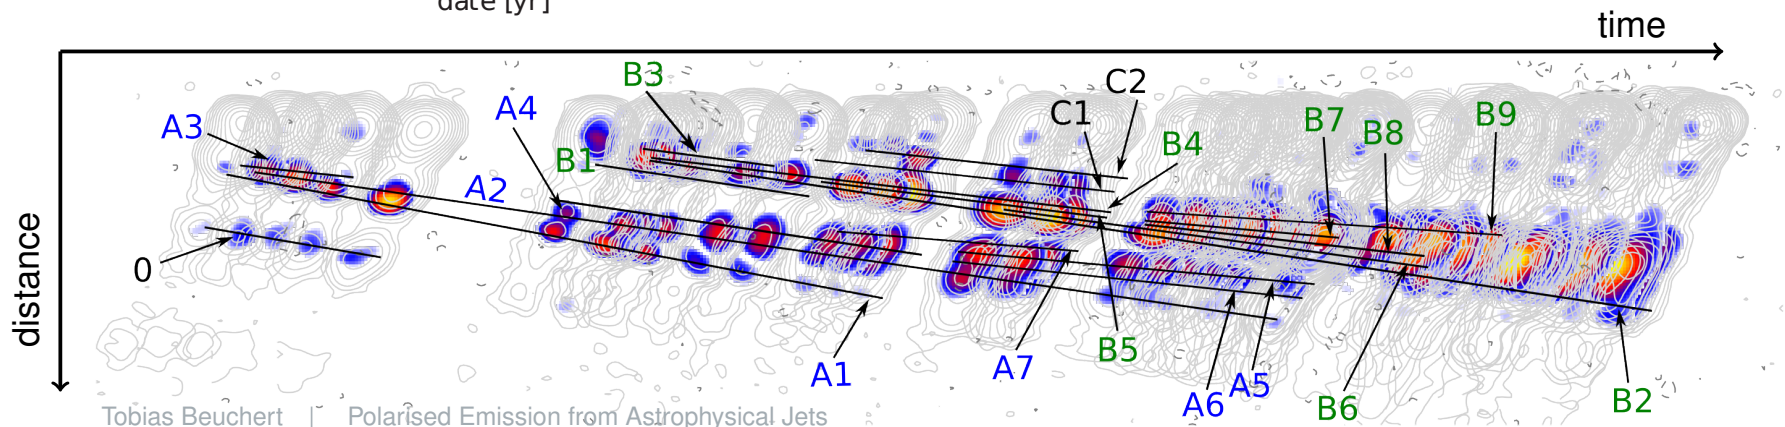 date [yr]
time
B3
A4
C2
A3
C1
B7
B9
B8
B4
B1
A2
distance
0
B5
A7
A1
A5
A6
B6
B2
Tobias Beuchert | Polarised Emission from Astrophysical Jets